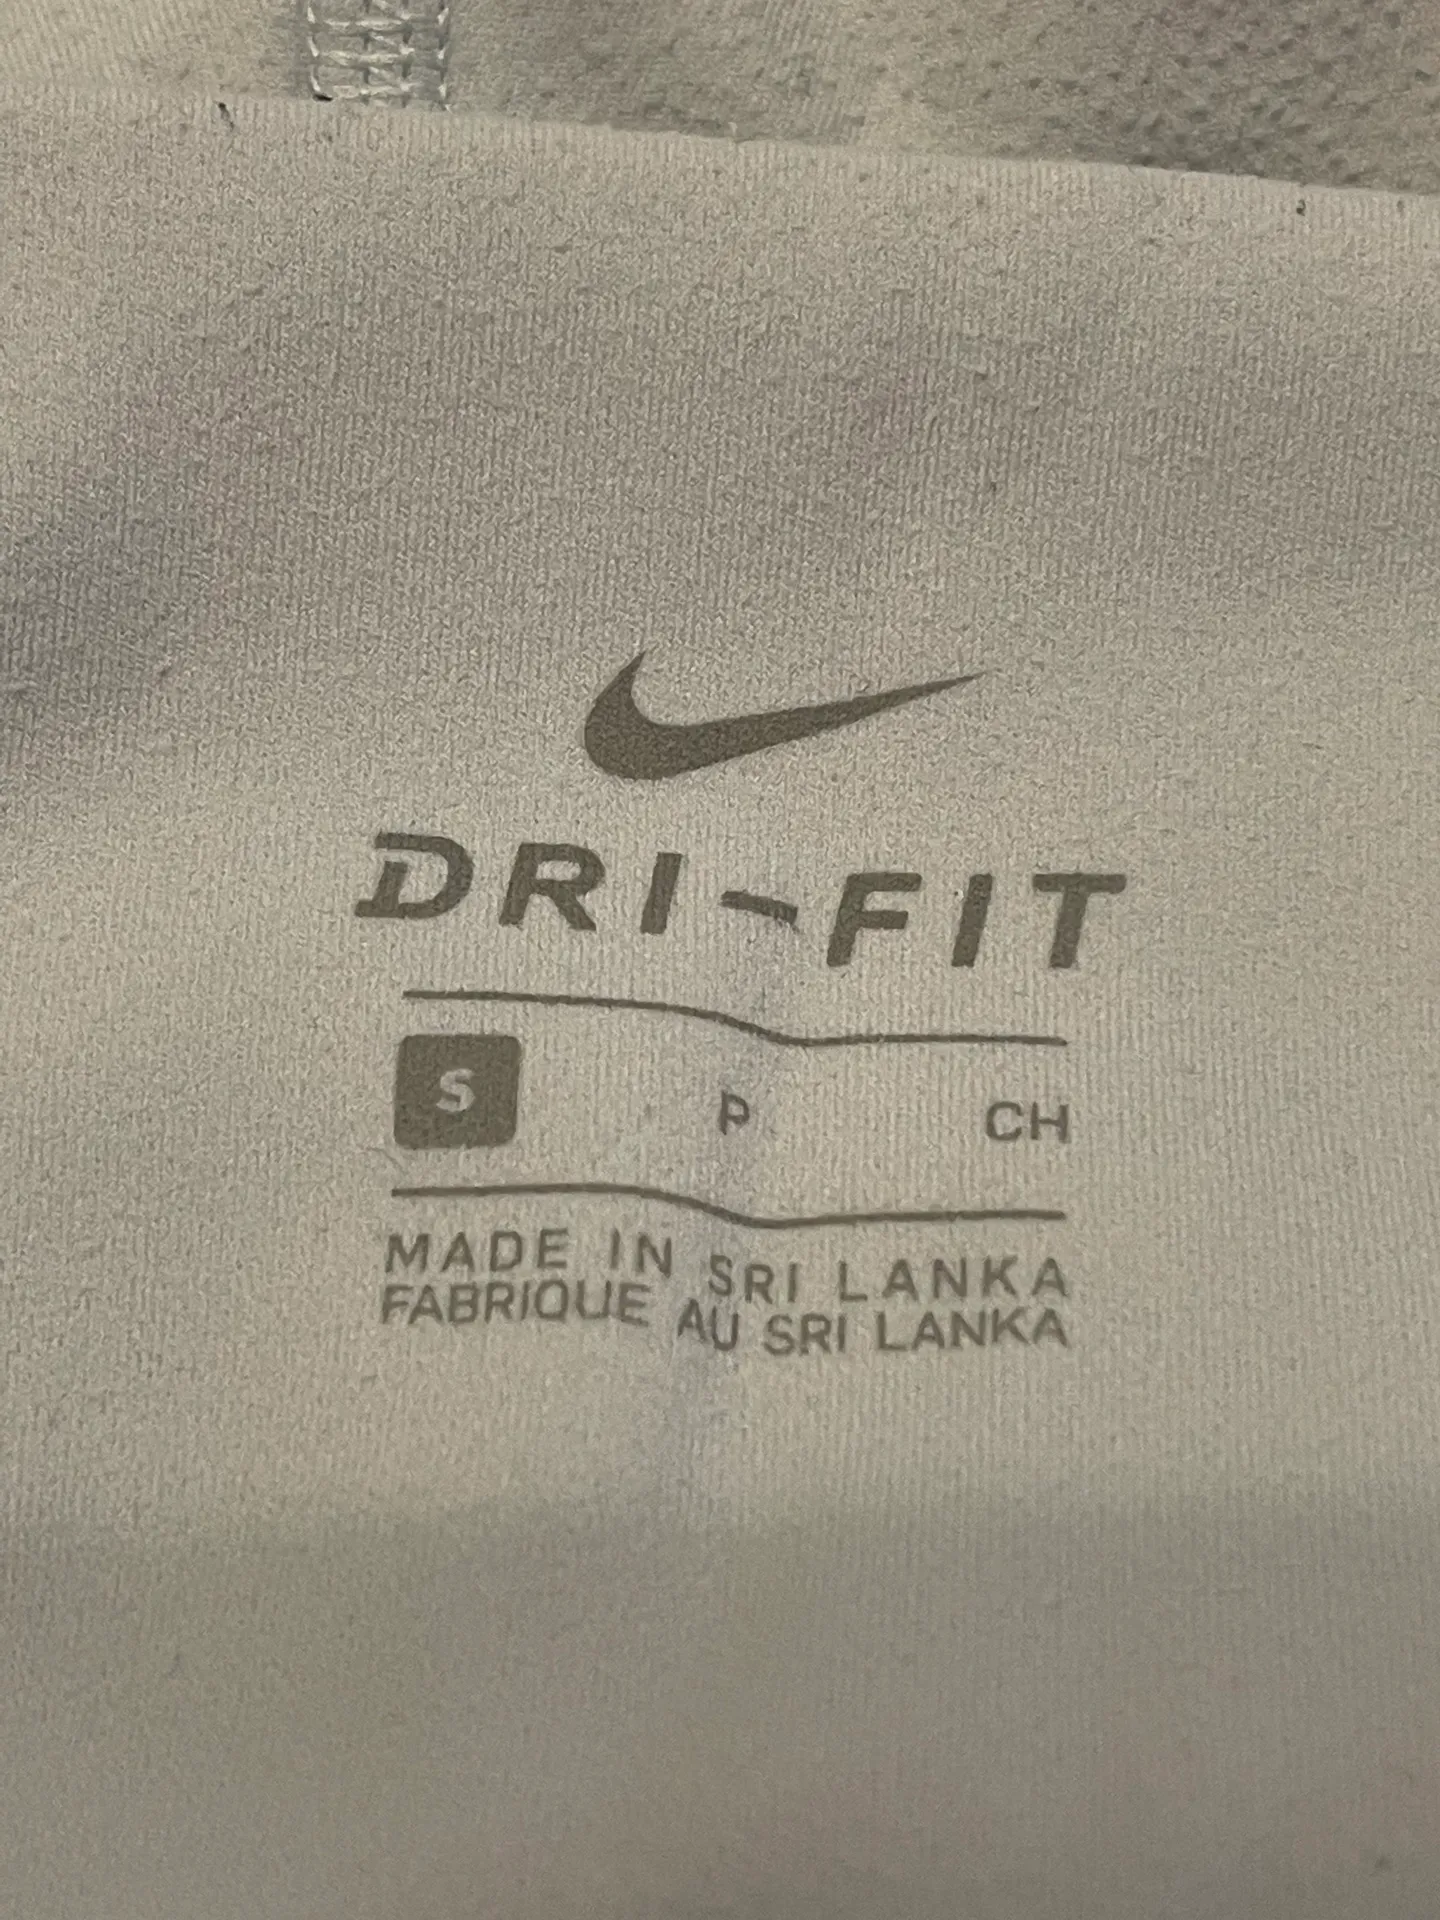 DRI-FIT
S P CH
MADE IN SRI LANKA
FABRIQUE AU SRI LANKA